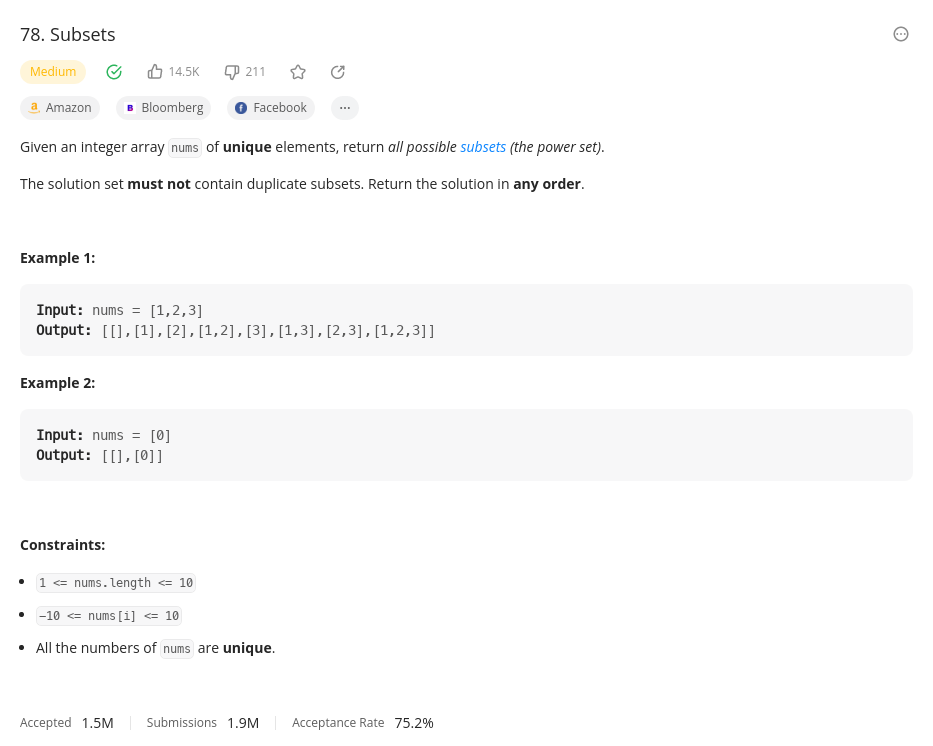 78. Subsets
Medium 14.5K 211
Amazon Bloomberg Facebook ...
Given an integer array nums of unique elements, return all possible subsets (the power set).
The solution set must not contain duplicate subsets. Return the solution in any order.
Example 1:
Input: nums = [1,2,3]
Output: [[],[1],[2],[1,2],[3],[1,3],[2,3],[1,2,3]]
Example 2:
Input: nums = [0]
Output: [[],[0]]
Constraints:
• 1 <= nums.length <= 10
• -10 <= nums[i] <= 10
• All the numbers of nums are unique.
Accepted 1.5M Submissions 1.9M Acceptance Rate 75.2%